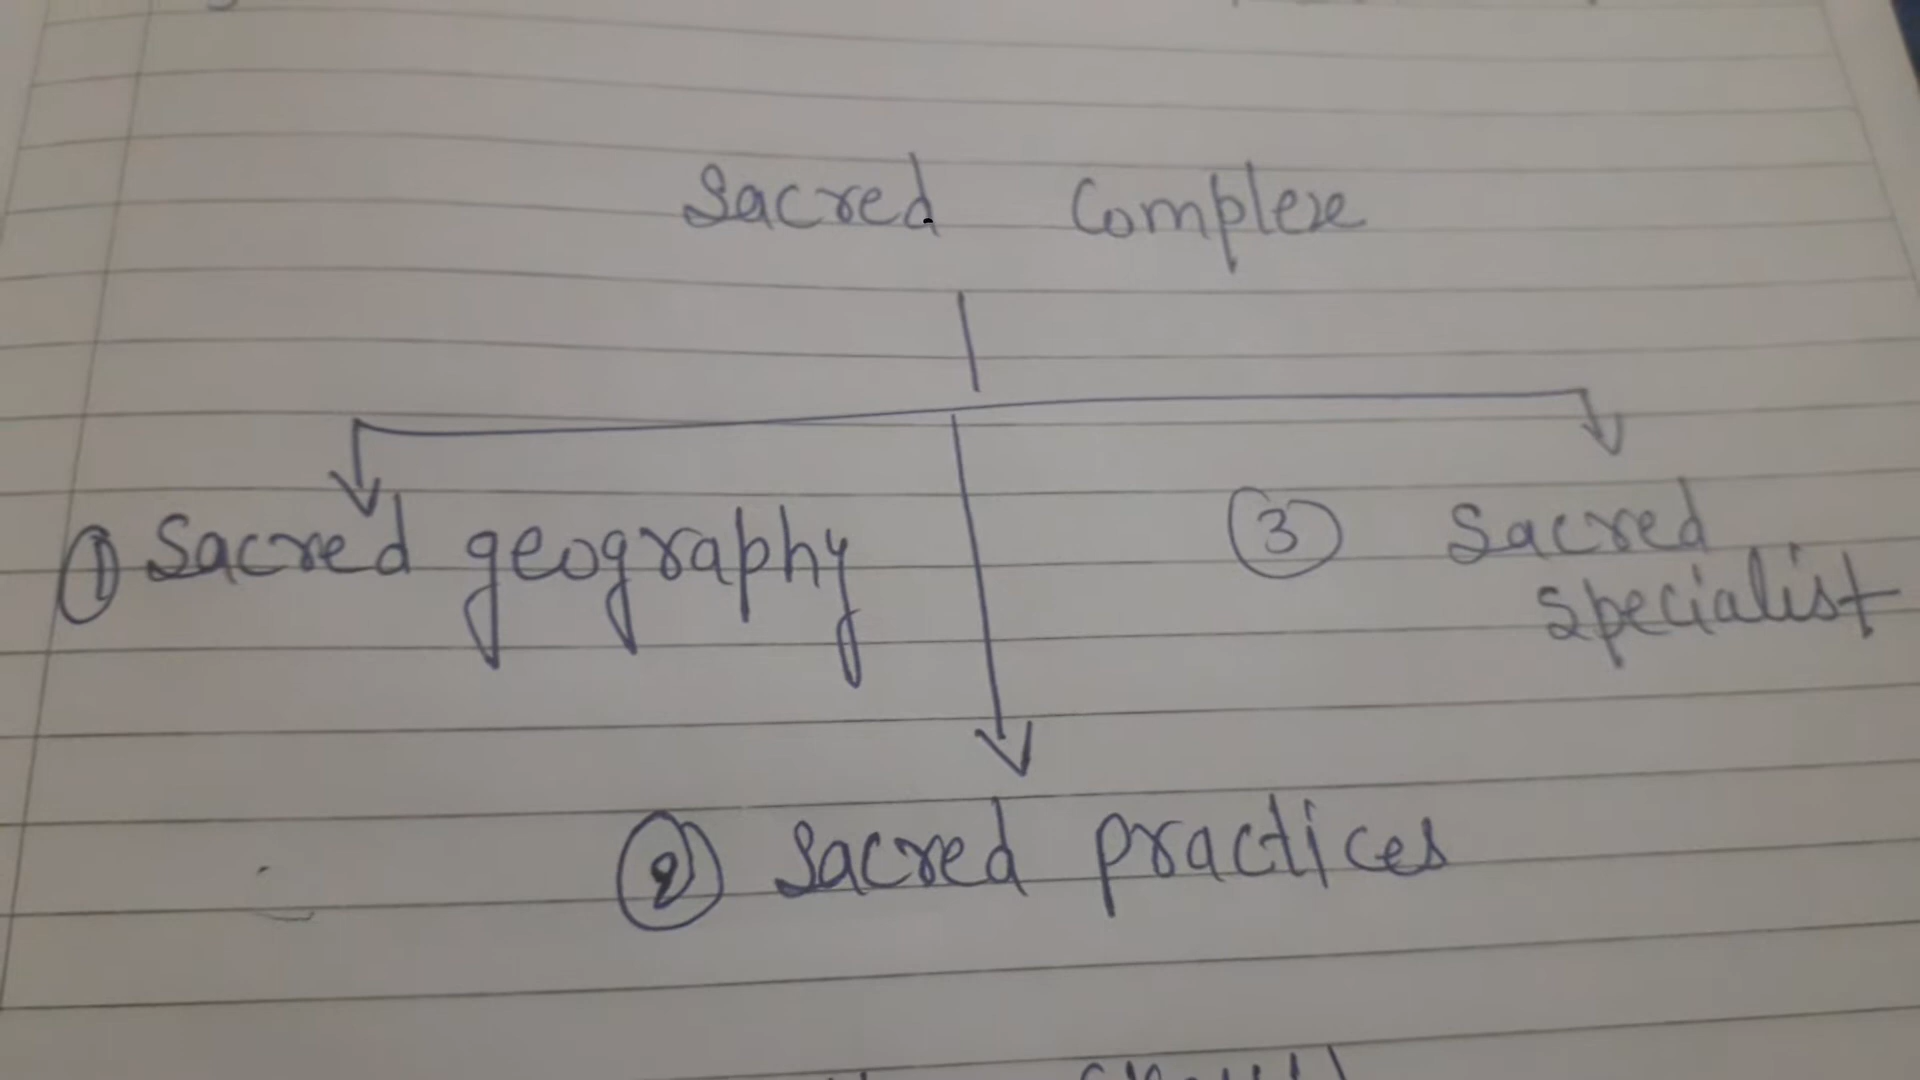 Sacred Complex
① Sacred geography
③ Sacred
specialist
② Sacred practices